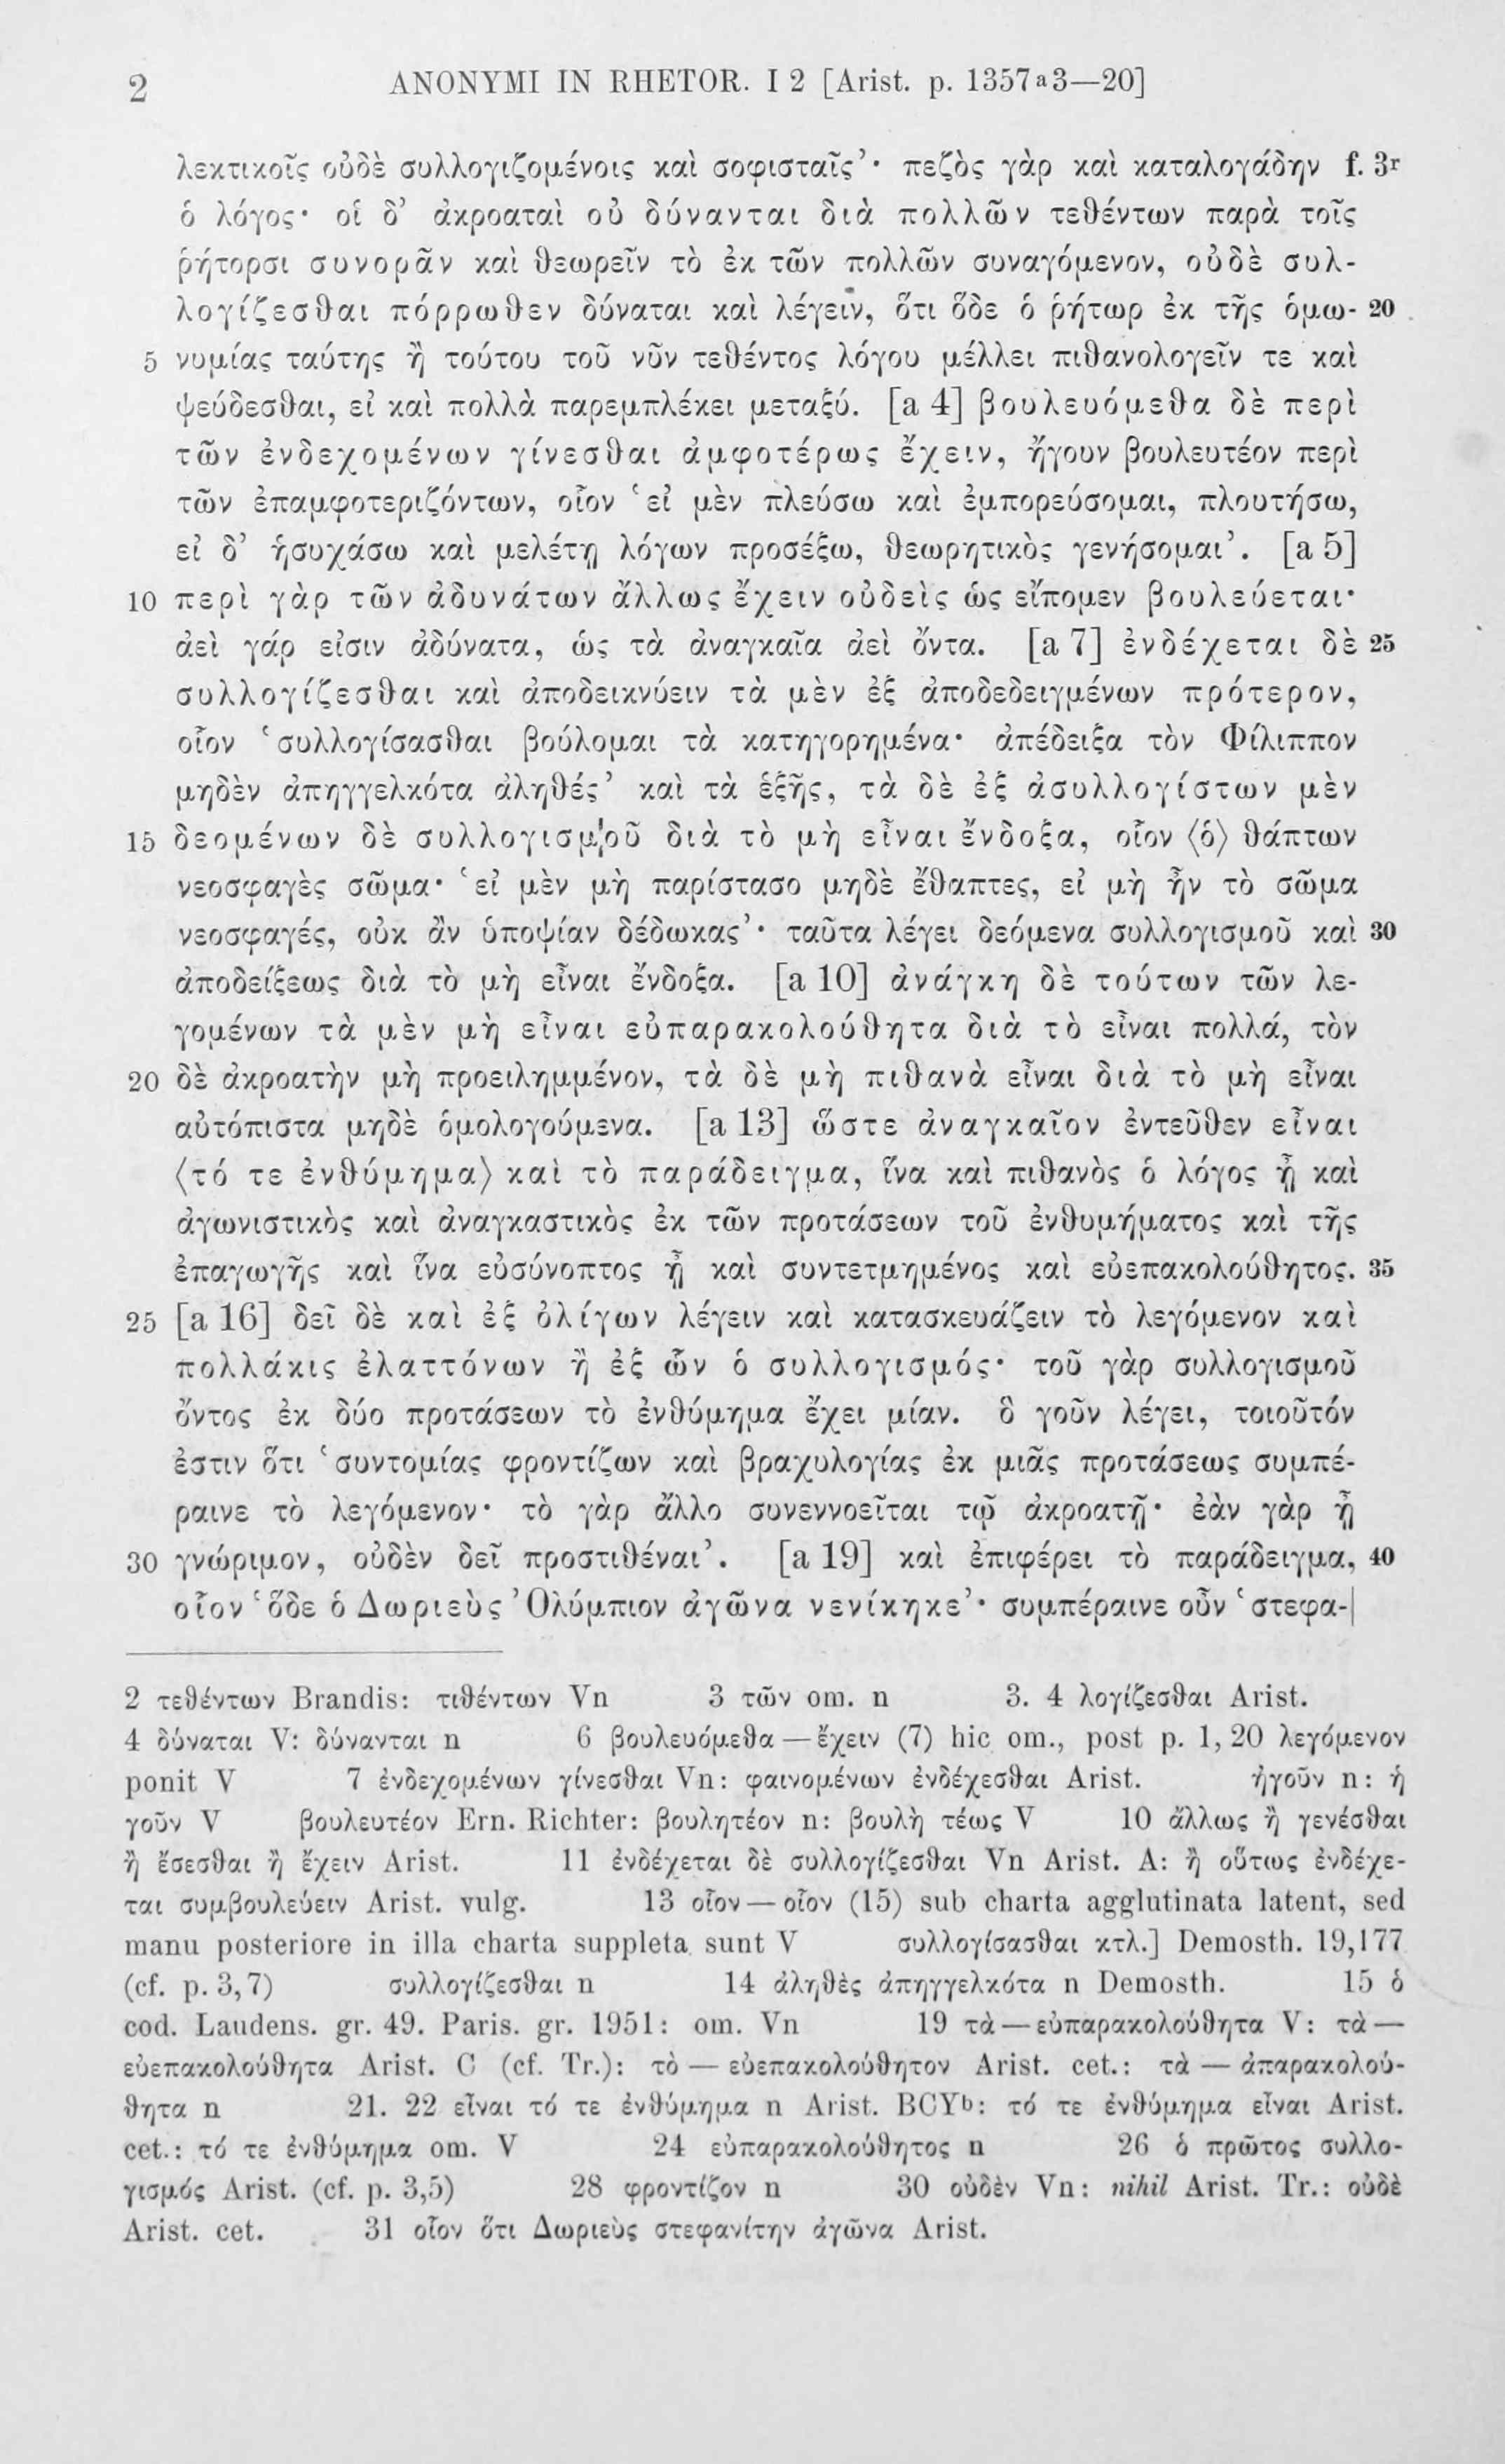 2 ANONYMI IN RHETOR. I 2 [Arist. p. 1357a3—20]
λεκτικοῖς οὐδὲ συλλογιζομένοις καὶ σοφισταῖς’· πεζὸς γὰρ καὶ καταλογάδην f. 3r
ὁ λόγος· οἱ δ’ ἀκροαταὶ οὐ δύνανται διὰ πολλῶν τεθέντων παρὰ τοῖς
ῥήτορσι συνορᾶν καὶ θεωρεῖν τὸ ἐκ τῶν πολλῶν συναγόμενον, οὐδὲ συλ-
λογίζεσθαι πόρρωθεν δύναται καὶ λέγειν, ὅτι ὅδε ὁ ῥήτωρ ἐκ τῆς ὁμω- 20
5 νυμίας ταύτης ἢ τούτου τοῦ νῦν τεθέντος λόγου μέλλει πιθανολογεῖν τε καὶ
ψεύδεσθαι, εἰ καὶ πολλὰ παρεμπλέκει μεταξύ. [a 4] βουλευόμεθα δὲ περὶ
τῶν ἐνδεχομένων γίνεσθαι ἀμφοτέρως ἔχειν, ἤγουν βουλευτέον περὶ
τῶν ἐπαμφοτεριζόντων, οἷον ‘εἰ μὲν πλεύσω καὶ ἐμπορεύσομαι, πλουτήσω,
εἰ δ’ ἡσυχάσω καὶ μελέτῃ λόγων προσέξω, θεωρητικὸς γενήσομαι’. [a 5]
10 περὶ γὰρ τῶν ἀδυνάτων ἄλλως ἔχειν οὐδεὶς ὡς εἴπομεν βουλεύεται·
ἀεὶ γάρ εἰσιν ἀδύνατα, ὡς τὰ ἀναγκαῖα ἀεὶ ὄντα. [a 7] ἐνδέχεται δὲ 25
συλλογίζεσθαι καὶ ἀποδεικνύειν τὰ μὲν ἐξ ἀποδεδειγμένων πρότερον,
οἷον ‘συλλογίσασθαι βούλομαι τὰ κατηγορημένα· ἀπέδειξα τὸν Φίλιππον
μηδὲν ἀπηγγελκότα ἀληθές’ καὶ τὰ ἑξῆς, τὰ δὲ ἐξ ἀσυλλογίστων μὲν
15 δεομένων δὲ συλλογισμοῦ διὰ τὸ μὴ εἶναι ἔνδοξα, οἷον ⟨ὁ⟩ θάπτων
νεοσφαγὲς σῶμα· ‘εἰ μὲν μὴ παρίστασο μηδὲ ἔθαπτες, εἰ μὴ ἦν τὸ σῶμα
νεοσφαγές, οὐκ ἂν ὑποψίαν δέδωκας’· ταῦτα λέγει δεόμενα συλλογισμοῦ καὶ 30
ἀποδείξεως διὰ τὸ μὴ εἶναι ἔνδοξα. [a 10] ἀνάγκη δὲ τούτων τῶν λε-
γομένων τὰ μὲν μὴ εἶναι εὐπαρακολούθητα διὰ τὸ εἶναι πολλά, τὸν
20 δὲ ἀκροατὴν μὴ προειλημμένον, τὰ δὲ μὴ πιθανὰ εἶναι διὰ τὸ μὴ εἶναι
αὐτόπιστα μηδὲ ὁμολογούμενα. [a 13] ὥστε ἀναγκαῖον ἐντεῦθεν εἶναι
⟨τό τε ἐνθύμημα⟩ καὶ τὸ παράδειγμα, ἵνα καὶ πιθανὸς ὁ λόγος ᾖ καὶ
ἀγωνιστικὸς καὶ ἀναγκαστικὸς ἐκ τῶν προτάσεων τοῦ ἐνθυμήματος καὶ τῆς
ἐπαγωγῆς καὶ ἵνα εὐσύνοπτος ᾖ καὶ συντετμημένος καὶ εὐεπακολούθητος. 35
25 [a 16] δεῖ δὲ καὶ ἐξ ὀλίγων λέγειν καὶ κατασκευάζειν τὸ λεγόμενον καὶ
πολλάκις ἐλαττόνων ἢ ἐξ ὧν ὁ συλλογισμός· τοῦ γὰρ συλλογισμοῦ
ὄντος ἐκ δύο προτάσεων τὸ ἐνθύμημα ἔχει μίαν. ὃ γοῦν λέγει, τοιοῦτόν
ἐστιν ὅτι ‘συντομίας φροντίζων καὶ βραχυλογίας ἐκ μιᾶς προτάσεως συμπέ-
ραινε τὸ λεγόμενον· τὸ γὰρ ἄλλο συνεννοεῖται τῷ ἀκροατῇ· ἐὰν γὰρ ᾖ
30 γνώριμον, οὐδὲν δεῖ προστιθέναι’. [a 19] καὶ ἐπιφέρει τὸ παράδειγμα, 40
οἷον ‘ὅδε ὁ Δωριεὺς Ὀλύμπιον ἀγῶνα νενίκηκε’· συμπέραινε οὖν ‘στεφα-|
2 τεθέντων Brandis: τιθέντων Vn 3 τῶν om. n 3. 4 λογίζεσθαι Arist.
4 δύναται V: δύνανται n 6 βουλευόμεθα — ἔχειν (7) hic om., post p. 1,20 λεγόμενον
ponit V 7 ἐνδεχομένων γίνεσθαι Vn: φαινομένων ἐνδέχεσθαι Arist. ἠγοῦν n: ἡ
γοῦν V βουλευτέον Ern. Richter: βουλητέον n: βουλὴ τέως V 10 ἄλλως ἢ γενέσθαι
ἢ ἔσεσθαι ἢ ἔχειν Arist. 11 ἐνδέχεται δὲ συλλογίζεσθαι Vn Arist. A: ἢ οὕτως ἐνδέχε-
ται συμβουλεύειν Arist. vulg. 13 οἷον — οἷον (15) sub charta agglutinata latent, sed
manu posteriore in illa charta suppleta sunt V συλλογίσασθαι κτλ.] Demosth. 19,177
(cf. p. 3,7) συλλογίζεσθαι n 14 ἀληθὲς ἀπηγγελκότα n Demosth. 15 ὁ
cod. Laudens. gr. 49. Paris. gr. 1951: om. Vn 19 τὰ — εὐπαρακολούθητα V: τὰ —
εὐεπακολούθητα Arist. C (cf. Tr.): τὸ — εὐεπακολούθητον Arist. cet.: τὰ — ἀπαρακολού-
θητα n 21. 22 εἶναι τό τε ἐνθύμημα n Arist. BCYb: τό τε ἐνθύμημα εἶναι Arist.
cet.: τό τε ἐνθύμημα om. V 24 εὐπαρακολούθητος n 26 ὁ πρῶτος συλλο-
γισμός Arist. (cf. p. 3,5) 28 φροντίζον n 30 οὐδὲν Vn: nihil Arist. Tr.: οὐδὲ
Arist. cet. 31 οἷον ὅτι Δωριεὺς στεφανίτην ἀγῶνα Arist.